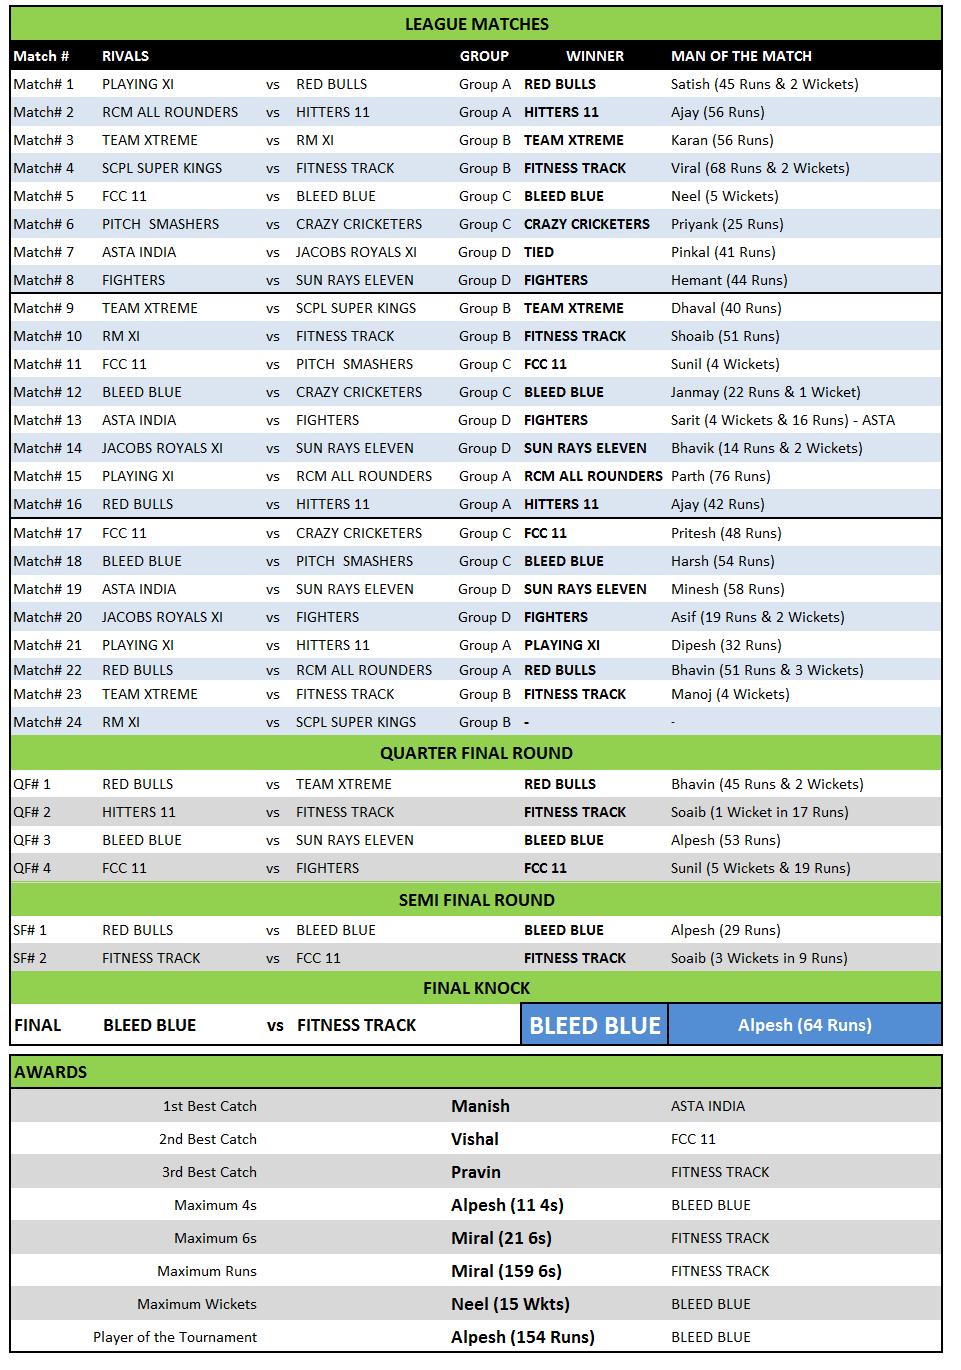 LEAGUE MATCHES
Match # RIVALS GROUP WINNER MAN OF THE MATCH
Match# 1 PLAYING XI vs RED BULLS Group A RED BULLS Satish (45 Runs & 2 Wickets)
Match# 2 RCM ALL ROUNDERS vs HITTERS 11 Group A HITTERS 11 Ajay (56 Runs)
Match# 3 TEAM XTREME vs RM XI Group B TEAM XTREME Karan (56 Runs)
Match# 4 SCPL SUPER KINGS vs FITNESS TRACK Group B FITNESS TRACK Viral (68 Runs & 2 Wickets)
Match# 5 FCC 11 vs BLEED BLUE Group C BLEED BLUE Neel (5 Wickets)
Match# 6 PITCH SMASHERS vs CRAZY CRICKETERS Group C CRAZY CRICKETERS Priyank (25 Runs)
Match# 7 ASTA INDIA vs JACOBS ROYALS XI Group D TIED Pinkal (41 Runs)
Match# 8 FIGHTERS vs SUN RAYS ELEVEN Group D FIGHTERS Hemant (44 Runs)
Match# 9 TEAM XTREME vs SCPL SUPER KINGS Group B TEAM XTREME Dhaval (40 Runs)
Match# 10 RM XI vs FITNESS TRACK Group B FITNESS TRACK Shoaib (51 Runs)
Match# 11 FCC 11 vs PITCH SMASHERS Group C FCC 11 Sunil (4 Wickets)
Match# 12 BLEED BLUE vs CRAZY CRICKETERS Group C BLEED BLUE Janmay (22 Runs & 1 Wicket)
Match# 13 ASTA INDIA vs FIGHTERS Group D FIGHTERS Sarit (4 Wickets & 16 Runs) - ASTA
Match# 14 JACOBS ROYALS XI vs SUN RAYS ELEVEN Group D SUN RAYS ELEVEN Bhavik (14 Runs & 2 Wickets)
Match# 15 PLAYING XI vs RCM ALL ROUNDERS Group A RCM ALL ROUNDERS Parth (76 Runs)
Match# 16 RED BULLS vs HITTERS 11 Group A HITTERS 11 Ajay (42 Runs)
Match# 17 FCC 11 vs CRAZY CRICKETERS Group C FCC 11 Pritesh (48 Runs)
Match# 18 BLEED BLUE vs PITCH SMASHERS Group C BLEED BLUE Harsh (54 Runs)
Match# 19 ASTA INDIA vs SUN RAYS ELEVEN Group D SUN RAYS ELEVEN Minesh (58 Runs)
Match# 20 JACOBS ROYALS XI vs FIGHTERS Group D FIGHTERS Asif (19 Runs & 2 Wickets)
Match# 21 PLAYING XI vs HITTERS 11 Group A PLAYING XI Dipesh (32 Runs)
Match# 22 RED BULLS vs RCM ALL ROUNDERS Group A RED BULLS Bhavin (51 Runs & 3 Wickets)
Match# 23 TEAM XTREME vs FITNESS TRACK Group B FITNESS TRACK Manoj (4 Wickets)
Match# 24 RM XI vs SCPL SUPER KINGS Group B - -
QUARTER FINAL ROUND
QF# 1 RED BULLS vs TEAM XTREME RED BULLS Bhavin (45 Runs & 2 Wickets)
QF# 2 HITTERS 11 vs FITNESS TRACK FITNESS TRACK Soaib (1 Wicket in 17 Runs)
QF# 3 BLEED BLUE vs SUN RAYS ELEVEN BLEED BLUE Alpesh (53 Runs)
QF# 4 FCC 11 vs FIGHTERS FCC 11 Sunil (5 Wickets & 19 Runs)
SEMI FINAL ROUND
SF# 1 RED BULLS vs BLEED BLUE BLEED BLUE Alpesh (29 Runs)
SF# 2 FITNESS TRACK vs FCC 11 FITNESS TRACK Soaib (3 Wickets in 9 Runs)
FINAL KNOCK
FINAL BLEED BLUE vs FITNESS TRACK BLEED BLUE Alpesh (64 Runs)
AWARDS
1st Best Catch Manish ASTA INDIA
2nd Best Catch Vishal FCC 11
3rd Best Catch Pravin FITNESS TRACK
Maximum 4s Alpesh (11 4s) BLEED BLUE
Maximum 6s Miral (21 6s) FITNESS TRACK
Maximum Runs Miral (159 6s) FITNESS TRACK
Maximum Wickets Neel (15 Wkts) BLEED BLUE
Player of the Tournament Alpesh (154 Runs) BLEED BLUE